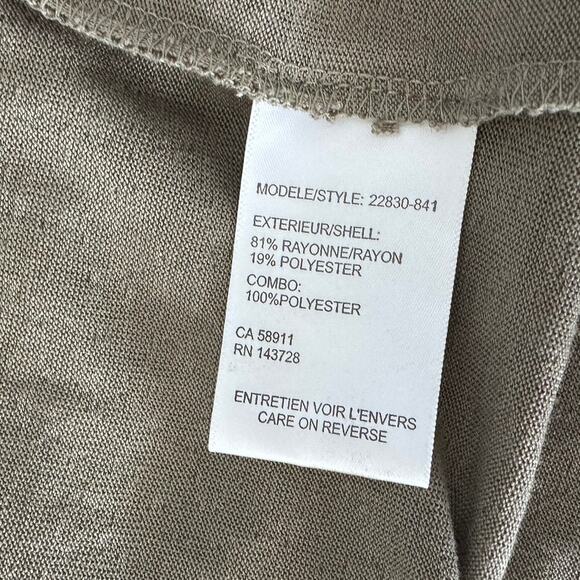 MODELE/STYLE: 22830-841
EXTERIEUR/SHELL:
81% RAYONNE/RAYON
19% POLYESTER
COMBO:
100%POLYESTER
CA 58911
RN 143728
ENTRETIEN VOIR L'ENVERS
CARE ON REVERSE